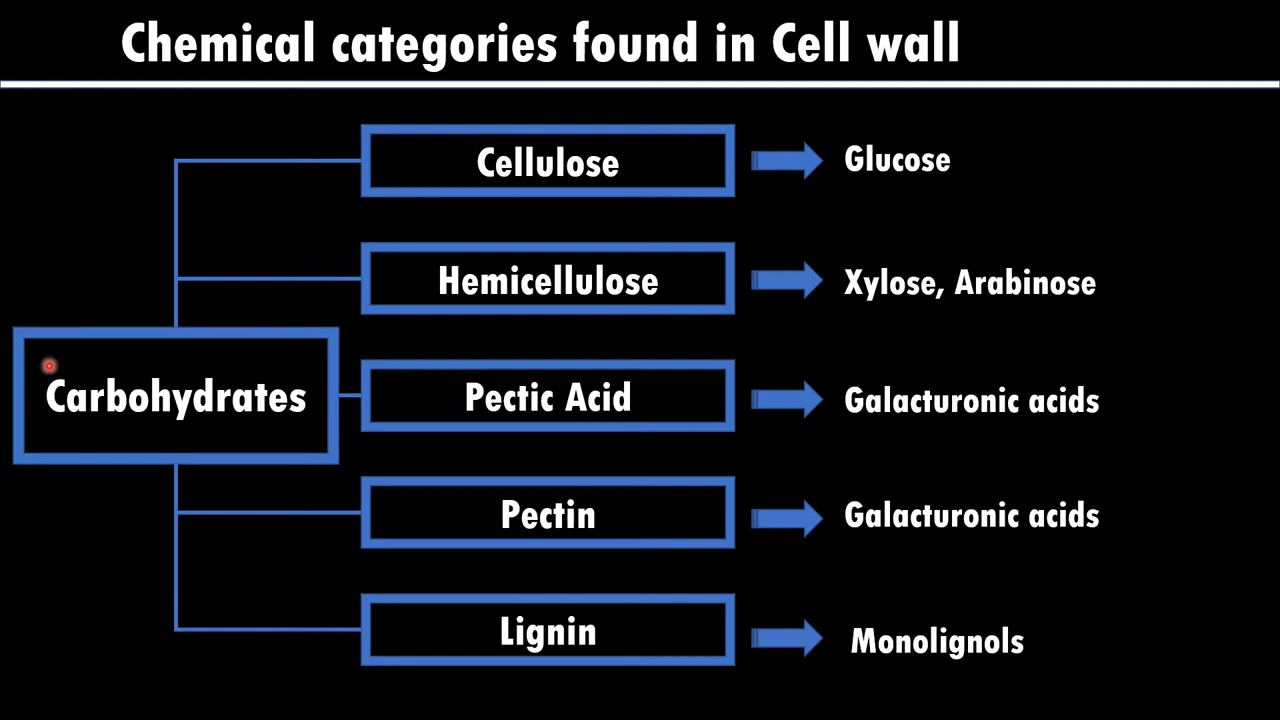 Chemical categories found in Cell wall
Cellulose
Glucose
Hemicellulose
Xylose, Arabinose
Carbohydrates
Pectic Acid
Galacturonic acids
Pectin
Galacturonic acids
Lignin
Monolignols